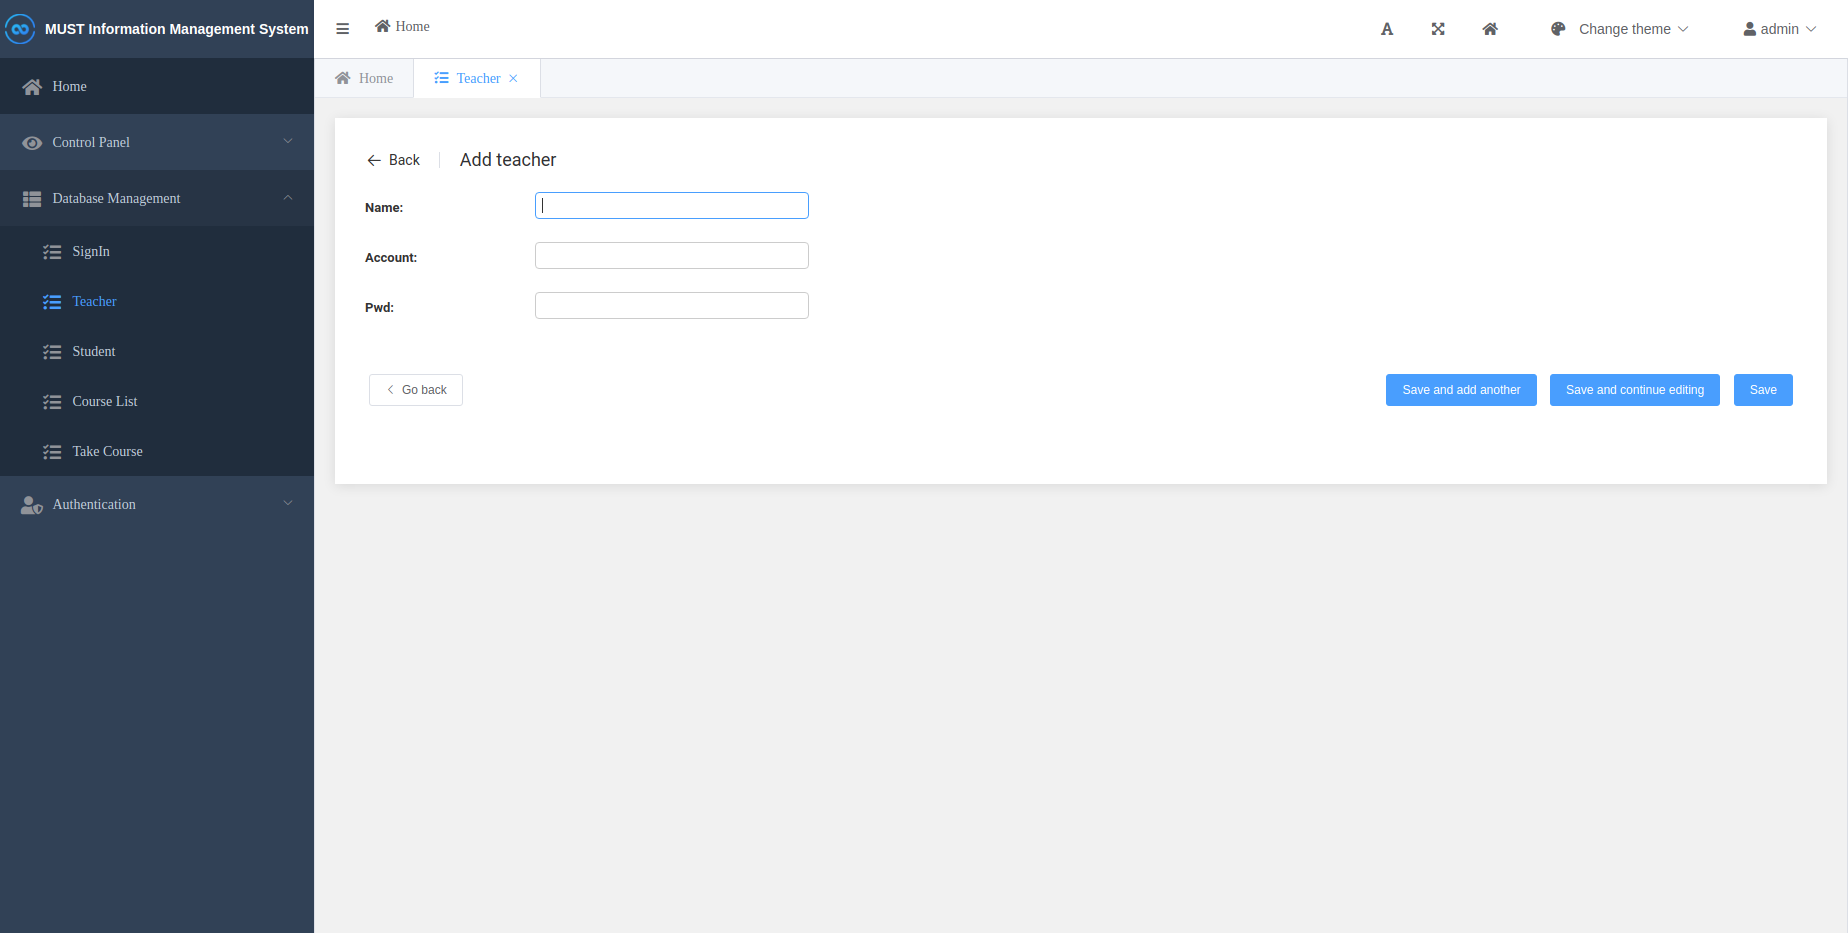 MUST Information Management System
Home
Control Panel
Database Management
SignIn
Teacher
Student
Course List
Take Course
Authentication
Home
A
Change theme
admin
Home
Teacher
Back
Add teacher
Name:
Account:
Pwd:
Go back
Save and add another
Save and continue editing
Save